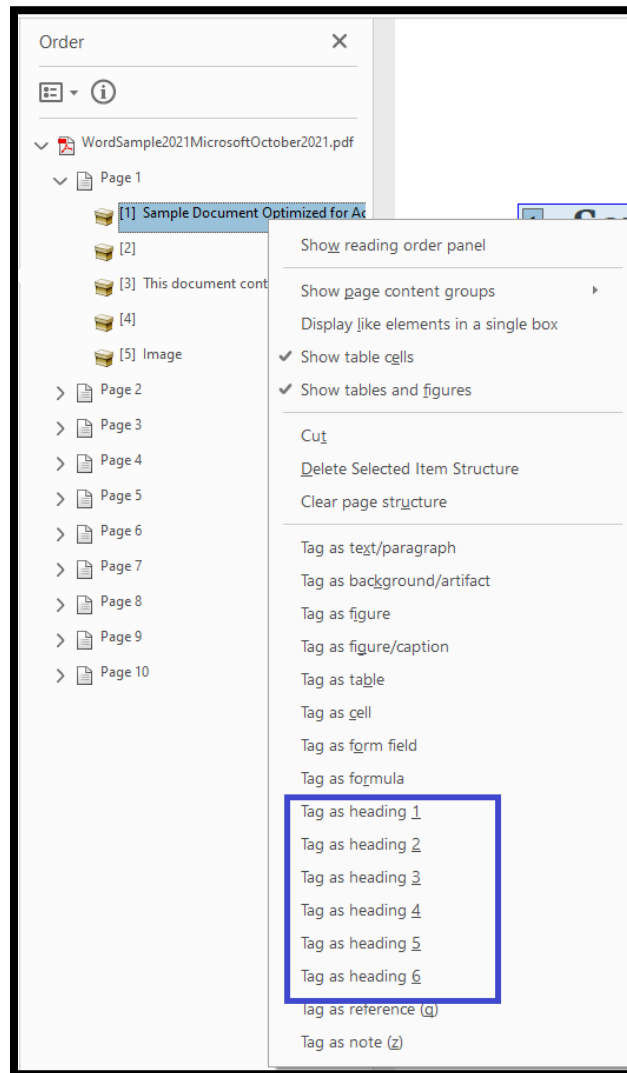 Order
WordSample2021MicrosoftOctober2021.pdf
Page 1
[1] Sample Document Optimized for Ac
[2]
[3] This document cont
[4]
[5] Image
Page 2
Page 3
Page 4
Page 5
Page 6
Page 7
Page 8
Page 9
Page 10
Show reading order panel
Show page content groups
Display like elements in a single box
Show table cells
Show tables and figures
Cut
Delete Selected Item Structure
Clear page structure
Tag as text/paragraph
Tag as background/artifact
Tag as figure
Tag as figure/caption
Tag as table
Tag as cell
Tag as form field
Tag as formula
Tag as heading 1
Tag as heading 2
Tag as heading 3
Tag as heading 4
Tag as heading 5
Tag as heading 6
Tag as reference (q)
Tag as note (z)